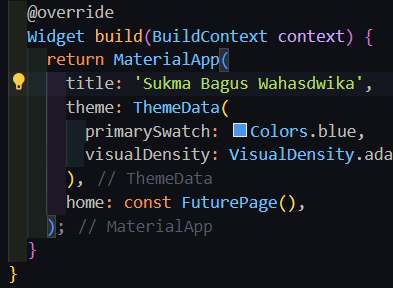 @override
Widget build(BuildContext context) {
return MaterialApp(
title: 'Sukma Bagus Wahasdwika',
theme: ThemeData(
primarySwatch: Colors.blue,
visualDensity: VisualDensity.ada
), // ThemeData
home: const FuturePage(),
); // MaterialApp
}
}